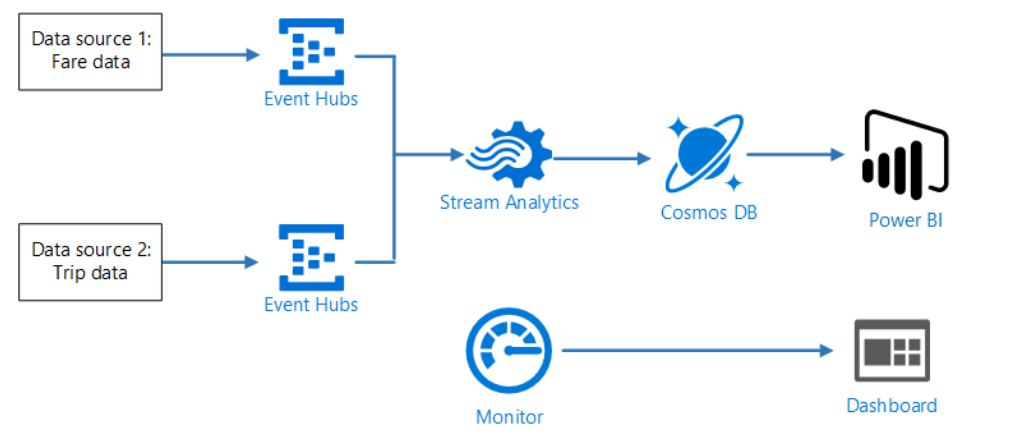 Data source 1:
Fare data
Event Hubs
Stream Analytics
Cosmos DB
Power BI
Data source 2:
Trip data
Event Hubs
Monitor
Dashboard